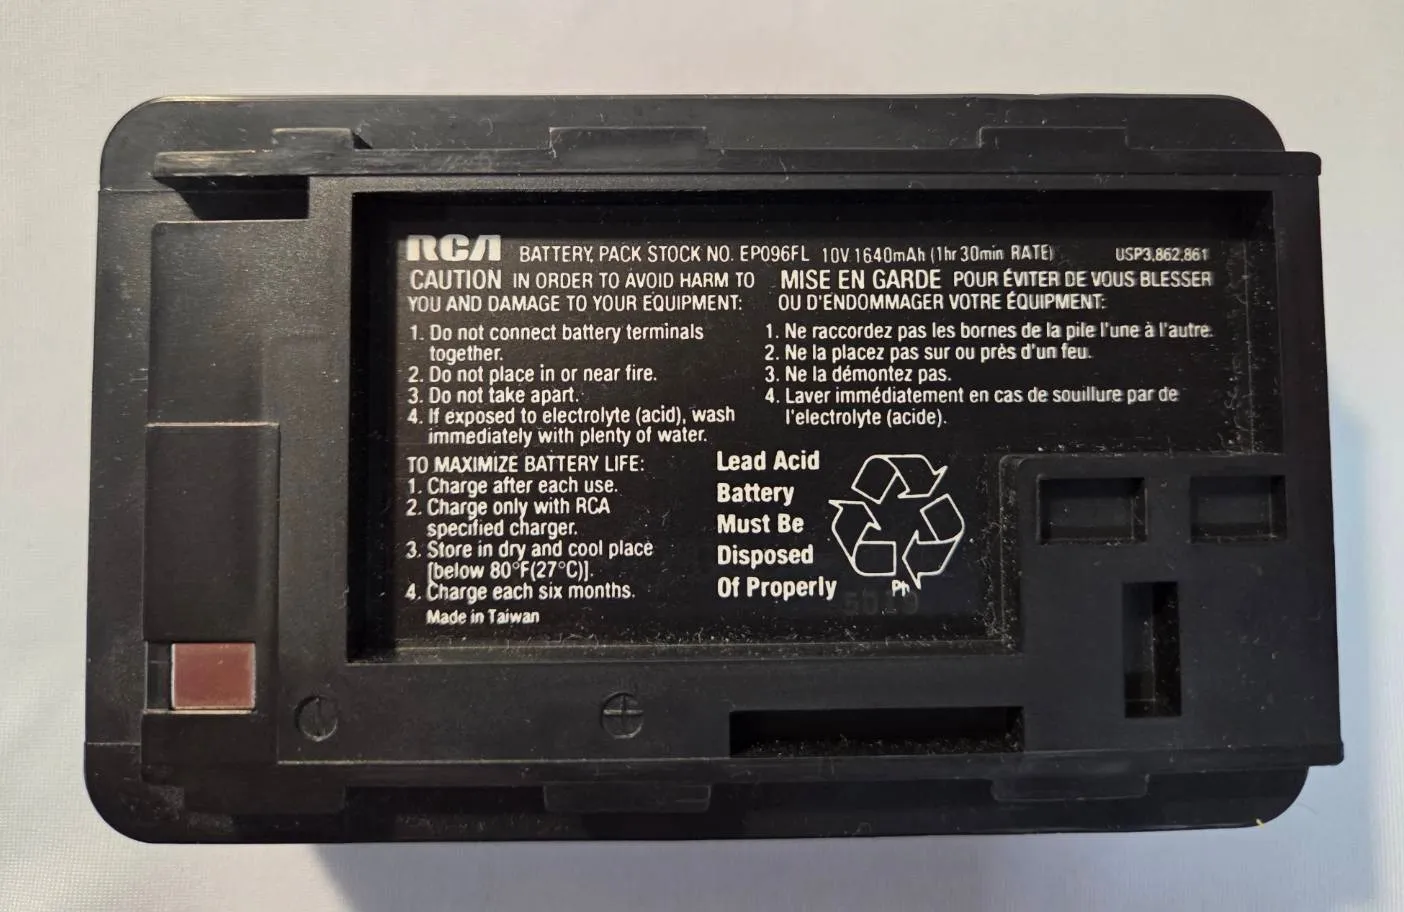 RCA BATTERY PACK STOCK NO. EP096FL 10V 1640mAh (1hr 30min RATE) USP3,862,861
CAUTION IN ORDER TO AVOID HARM TO
YOU AND DAMAGE TO YOUR EQUIPMENT:
1. Do not connect battery terminals
together.
2. Do not place in or near fire.
3. Do not take apart.
4. If exposed to electrolyte (acid), wash
immediately with plenty of water.
MISE EN GARDE POUR ÉVITER DE VOUS BLESSER
OU D'ENDOMMAGER VOTRE ÉQUIPMENT:
1. Ne raccordez pas les bornes de la pile l'une à l'autre.
2. Ne la placez pas sur ou près d'un feu.
3. Ne la démontez pas.
4. Laver immédiatement en cas de souillure par de
l'electrolyte (acide).
TO MAXIMIZE BATTERY LIFE:
1. Charge after each use.
2. Charge only with RCA
specified charger.
3. Store in dry and cool place
[below 80°F(27°C)].
4. Charge each six months.
Made in Taiwan
Lead Acid
Battery
Must Be
Disposed
Of Properly
Pb